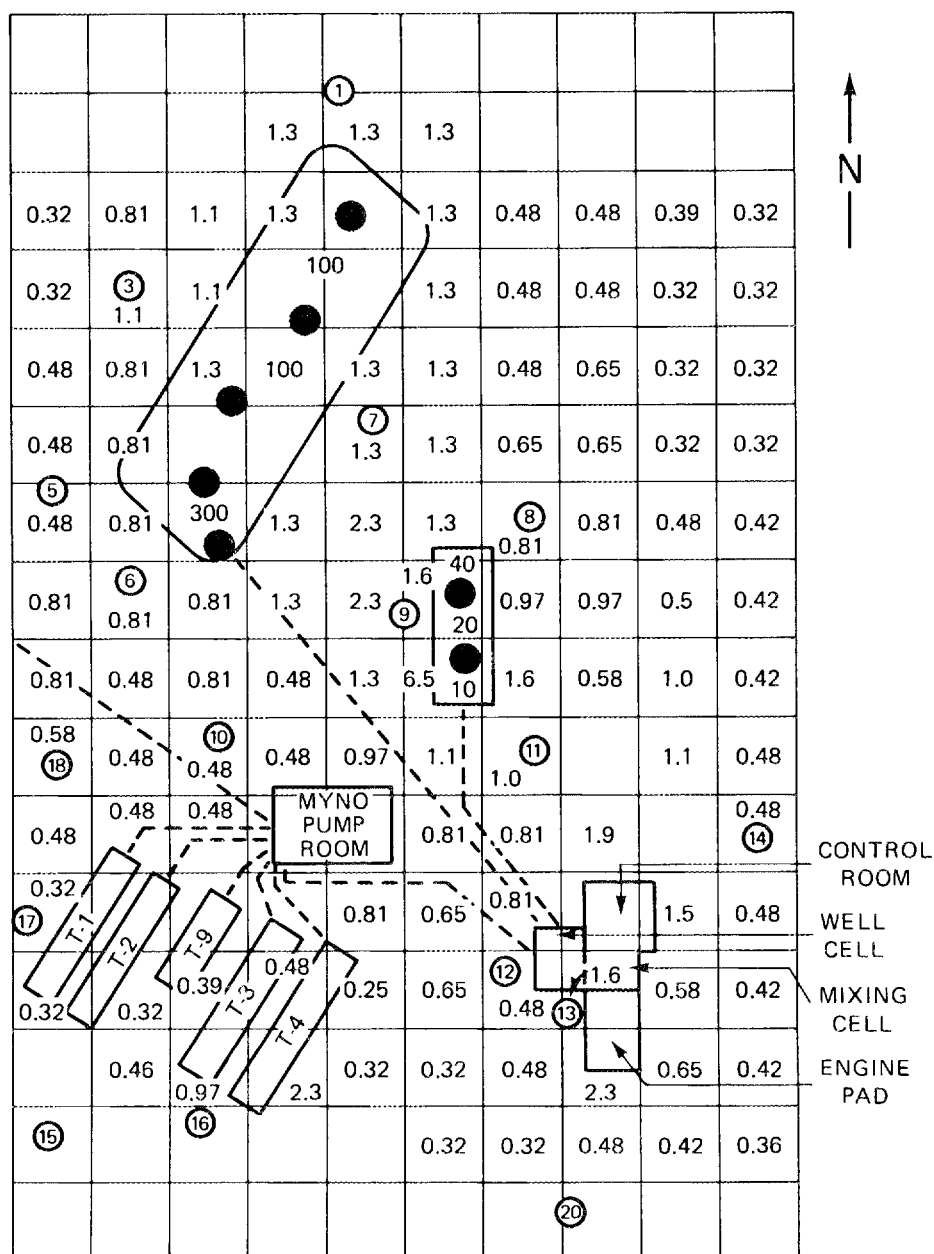 1
1.3 1.3 1.3
N
0.32 0.81 1.1 1.3 1.3 0.48 0.48 0.39 0.32
100
0.32 3 1.1 1.3 0.48 0.48 0.32 0.32
1.1
0.48 0.81 1.3 100 1.3 1.3 0.48 0.65 0.32 0.32
7
0.48 0.81 1.3 1.3 0.65 0.65 0.32 0.32
5
0.48 0.81 300 1.3 2.3 1.3 8 0.81 0.48 0.42
0.81
6 1.6 40
0.81 0.81 0.81 1.3 2.3 9 20 0.97 0.97 0.5 0.42
0.81 0.48 0.81 0.48 1.3 6.5 10 1.6 0.58 1.0 0.42
0.58 10 11
18 0.48 0.48 0.48 0.97 1.1 1.0 1.1 0.48
0.48 0.48 0.48
MYNO
PUMP
ROOM
0.48 0.81 0.81 1.9 14
CONTROL
ROOM
0.32 0.81 0.65 0.81 1.5 0.48
17 T-1 T-2 T-9 T-3 T-4
WELL
CELL
0.48 12 1.6
0.32 0.32 0.39 0.25 0.65 0.48 13 0.58 0.42
MIXING
CELL
0.46 0.97 2.3 0.32 0.32 0.48 2.3 0.65 0.42
ENGINE
PAD
15 16 0.32 0.32 0.48 0.42 0.36
20